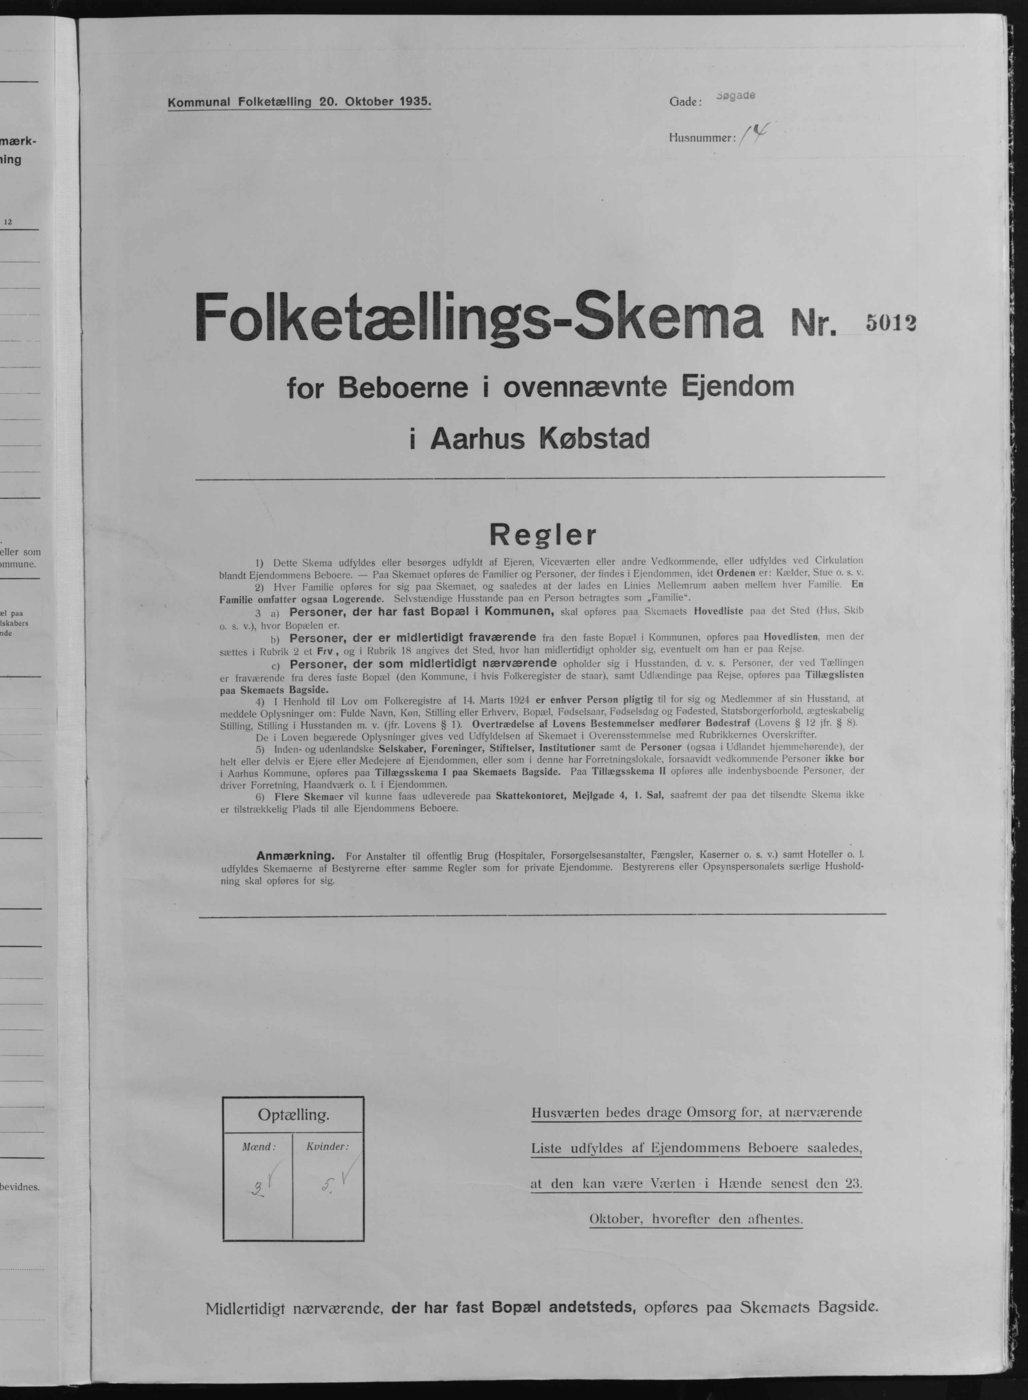 mærk-
ning
12
eller som
ommune.
el paa
lskabers
nde
bevidnes.
Kommunal Folketælling 20. Oktober 1935.
Gade: Søgade
Husnummer: 14
Folketællings-Skema Nr. 5012
for Beboerne i ovennævnte Ejendom
i Aarhus Købstad
Regler
1) Dette Skema udfyldes eller besørges udfyldt af Ejeren, Viceværten eller andre Vedkommende, eller udfyldes ved Cirkulation
blandt Ejendommens Beboere. — Paa Skemaet opføres de Familier og Personer, der findes i Ejendommen, idet Ordenen er: Kælder, Stue o. s. v.
2) Hver Familie opføres for sig paa Skemaet, og saaledes at der lades en Linies Mellemrum aaben mellem hver Familie. En
Familie omfatter ogsaa Logerende. Selvstændige Husstande paa en Person betragtes som „Familie“.
3 a) Personer, der har fast Bopæl i Kommunen, skal opføres paa Skemaets Hovedliste paa det Sted (Hus, Skib
o. s. v.), hvor Bopælen er.
b) Personer, der er midlertidigt fraværende fra den faste Bopæl i Kommunen, opføres paa Hovedlisten, men der
sættes i Rubrik 2 et Frv., og i Rubrik 18 angives det Sted, hvor han midlertidigt opholder sig, eventuelt om han er paa Rejse.
c) Personer, der som midlertidigt nærværende opholder sig i Husstanden, d. v. s. Personer, der ved Tællingen
er fraværende fra deres faste Bopæl (den Kommune, i hvis Folkeregister de staar), samt Udlændinge paa Rejse, opføres paa Tillægslisten
paa Skemaets Bagside.
4) I Henhold til Lov om Folkeregistre af 14. Marts 1924 er enhver Person pligtig til for sig og Medlemmer af sin Husstand, at
meddele Oplysninger om: Fulde Navn, Køn, Stilling eller Erhverv, Bopæl, Fødselsaar, Fødselsdag og Fødested, Statsborgerforhold, ægteskabelig
Stilling, Stilling i Husstanden m. v. (jfr. Lovens § 1). Overtrædelse af Lovens Bestemmelser medfører Bødestraf (Lovens § 12 jfr. § 8).
De i Loven begærede Oplysninger gives ved Udfyldelsen af Skemaet i Overensstemmelse med Rubrikkernes Overskrifter.
5) Inden- og udenlandske Selskaber, Foreninger, Stiftelser, Institutioner samt de Personer (ogsaa i Udlandet hjemmehørende), der
helt eller delvis er Ejere eller Medejere af Ejendommen, eller som i denne har Forretningslokale, forsaavidt vedkommende Personer ikke bor
i Aarhus Kommune, opføres paa Tillægsskema I paa Skemaets Bagside. Paa Tillægsskema II opføres alle indenbysboende Personer, der
driver Forretning, Haandværk o. l. i Ejendommen.
6) Flere Skemaer vil kunne faas udleverede paa Skattekontoret, Mejlgade 4, 1. Sal, saafremt der paa det tilsendte Skema ikke
er tilstrækkelig Plads til alle Ejendommens Beboere.
Anmærkning. For Anstalter til offentlig Brug (Hospitaler, Forsørgelsesanstalter, Fængsler, Kaserner o. s. v.) samt Hoteller o. l.
udfyldes Skemaerne af Bestyrerne efter samme Regler som for private Ejendomme. Bestyrerens eller Opsynspersonalets særlige Hushold-
ning skal opføres for sig.
Optælling.
Mænd: Kvinder:
3 5
Husværten bedes drage Omsorg for, at nærværende
Liste udfyldes af Ejendommens Beboere saaledes,
at den kan være Værten i Hænde senest den 23.
Oktober, hvorefter den afhentes.
Midlertidigt nærværende, der har fast Bopæl andetsteds, opføres paa Skemaets Bagside.